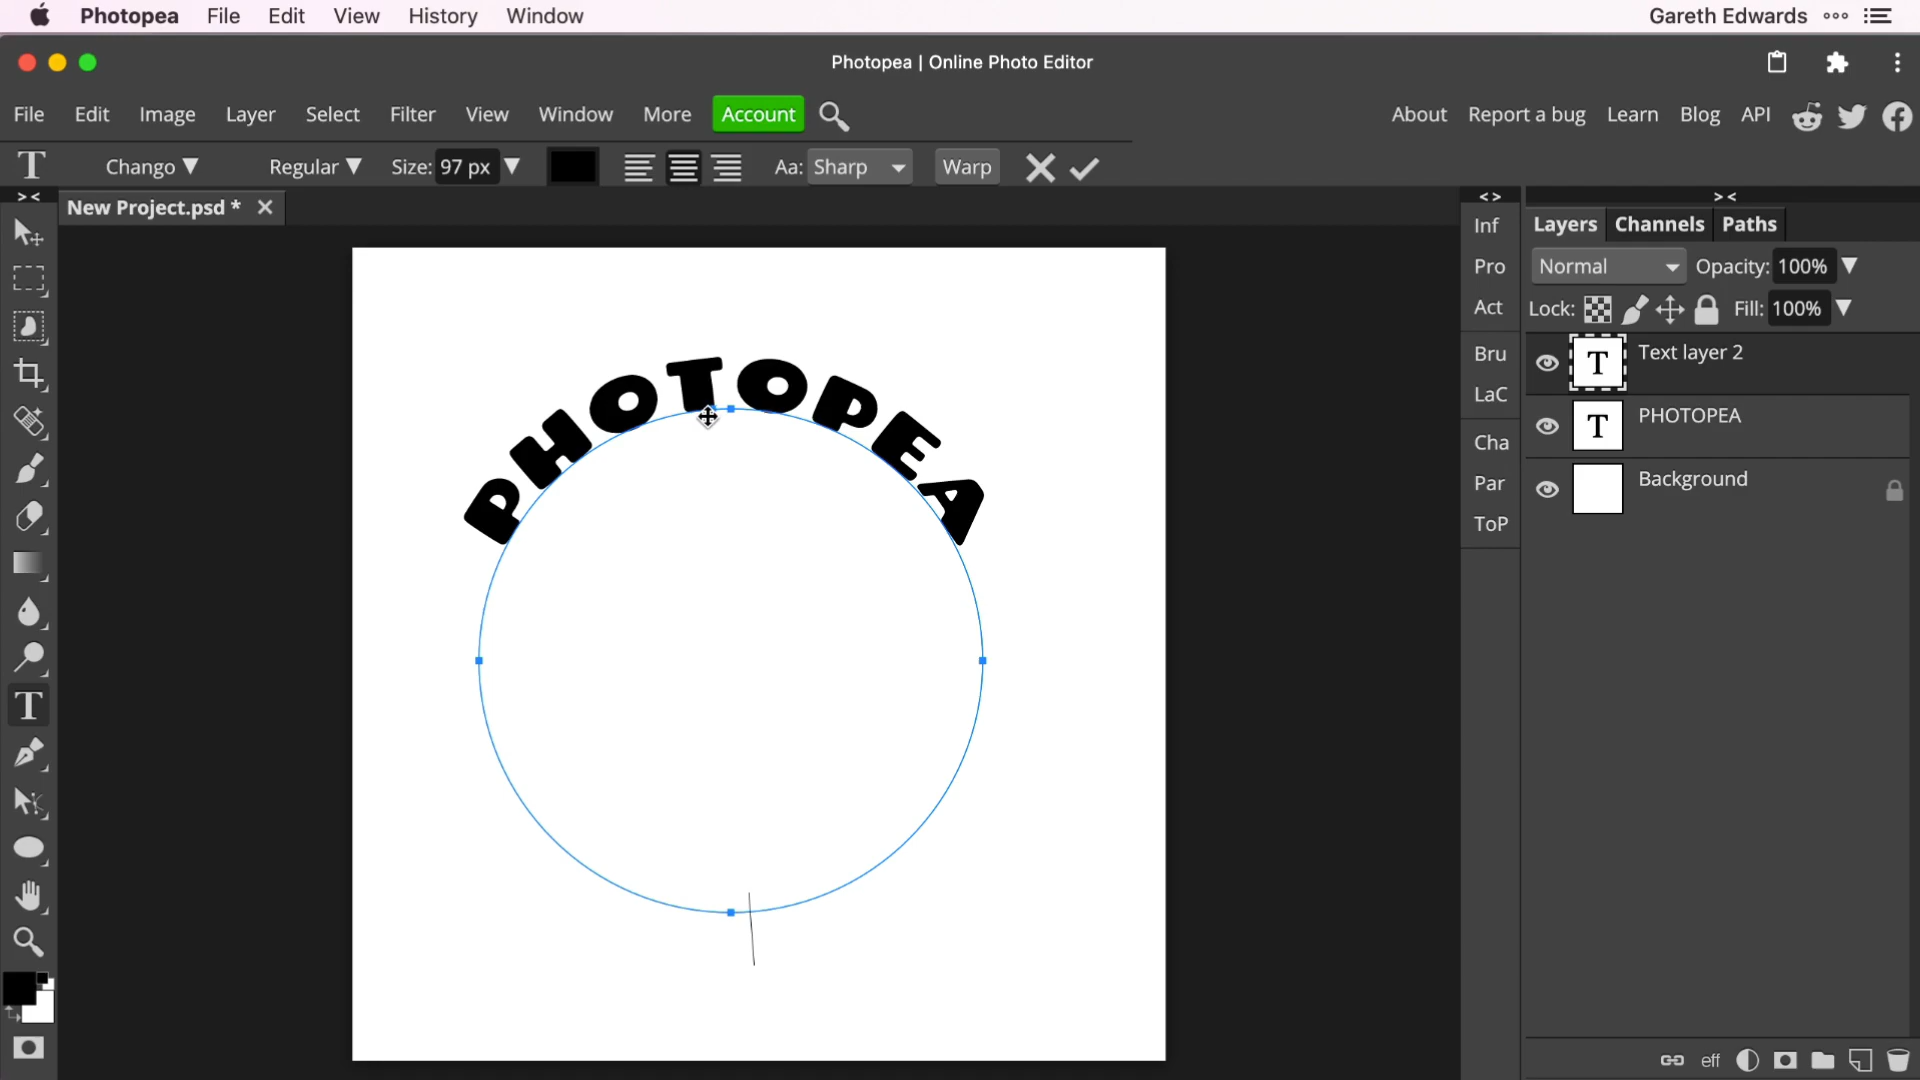 Photopea File Edit View History Window Gareth Edwards
Photopea | Online Photo Editor
File Edit Image Layer Select Filter View Window More Account About Report a bug Learn Blog API
T Chango Regular Size: 97 px Aa: Sharp Warp
> < New Project.psd * < > > <
Inf Layers Channels Paths
Pro Normal Opacity: 100%
Act Lock: Fill: 100%
Bru T Text layer 2
LaC
T PHOTOPEA
Cha
Par Background
ToP
PHOTOPEA
T
eff